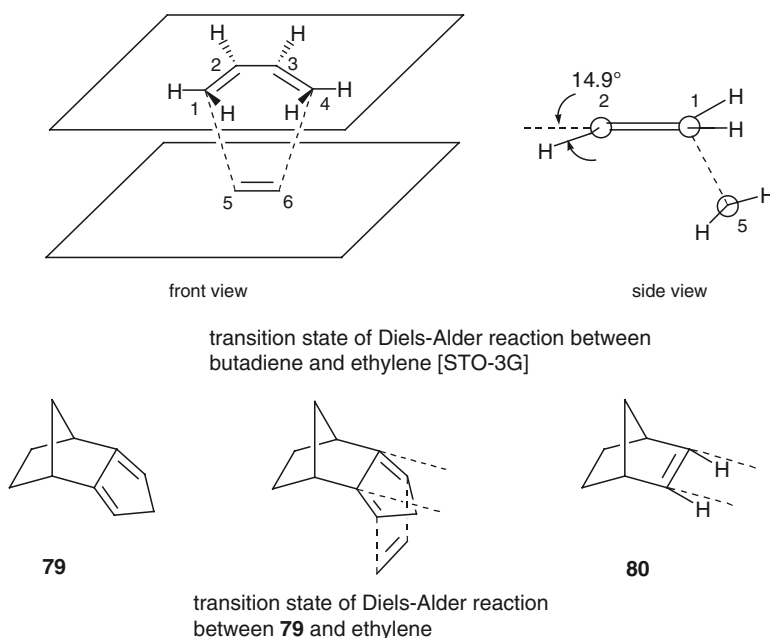 H H
2 3
H H
H H
1 4
5 6
front view
14.9°
2 1
H
H
H
H
H
5
side view
transition state of Diels-Alder reaction between
butadiene and ethylene [STO-3G]
H
H
79
80
transition state of Diels-Alder reaction
between 79 and ethylene